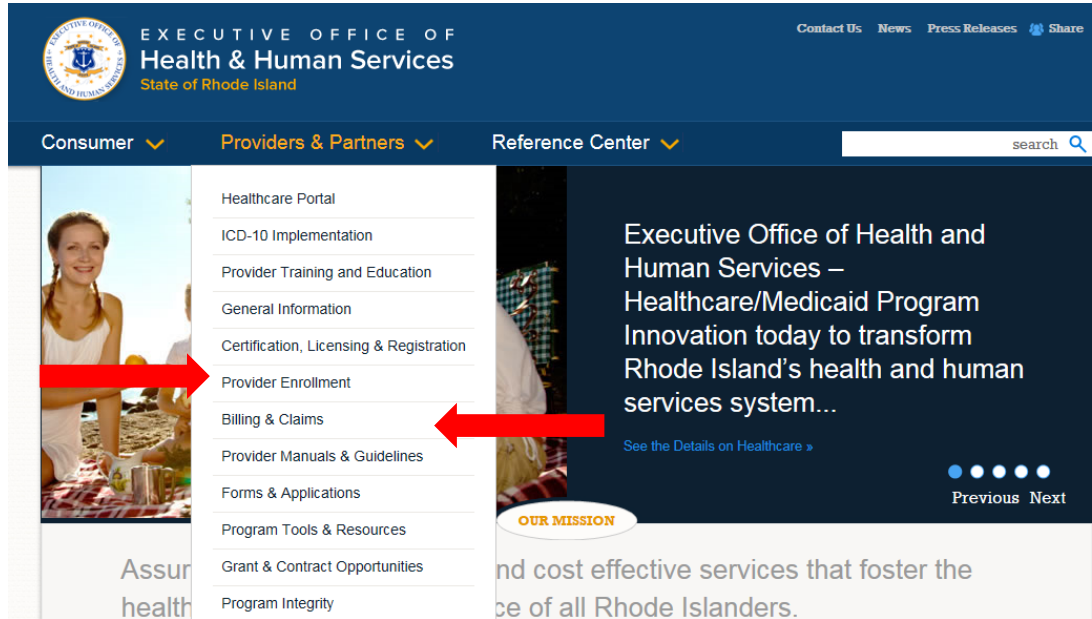 EXECUTIVE OFFICE OF
Health & Human Services
State of Rhode Island
Contact Us News Press Releases Share
Consumer Providers & Partners Reference Center
search
Healthcare Portal
ICD-10 Implementation
Provider Training and Education
General Information
Certification, Licensing & Registration
Provider Enrollment
Billing & Claims
Provider Manuals & Guidelines
Forms & Applications
Program Tools & Resources
Grant & Contract Opportunities
Program Integrity
Executive Office of Health and
Human Services –
Healthcare/Medicaid Program
Innovation today to transform
Rhode Island's health and human
services system...
See the Details on Healthcare »
Previous Next
OUR MISSION
nd cost effective services that foster the
ce of all Rhode Islanders.